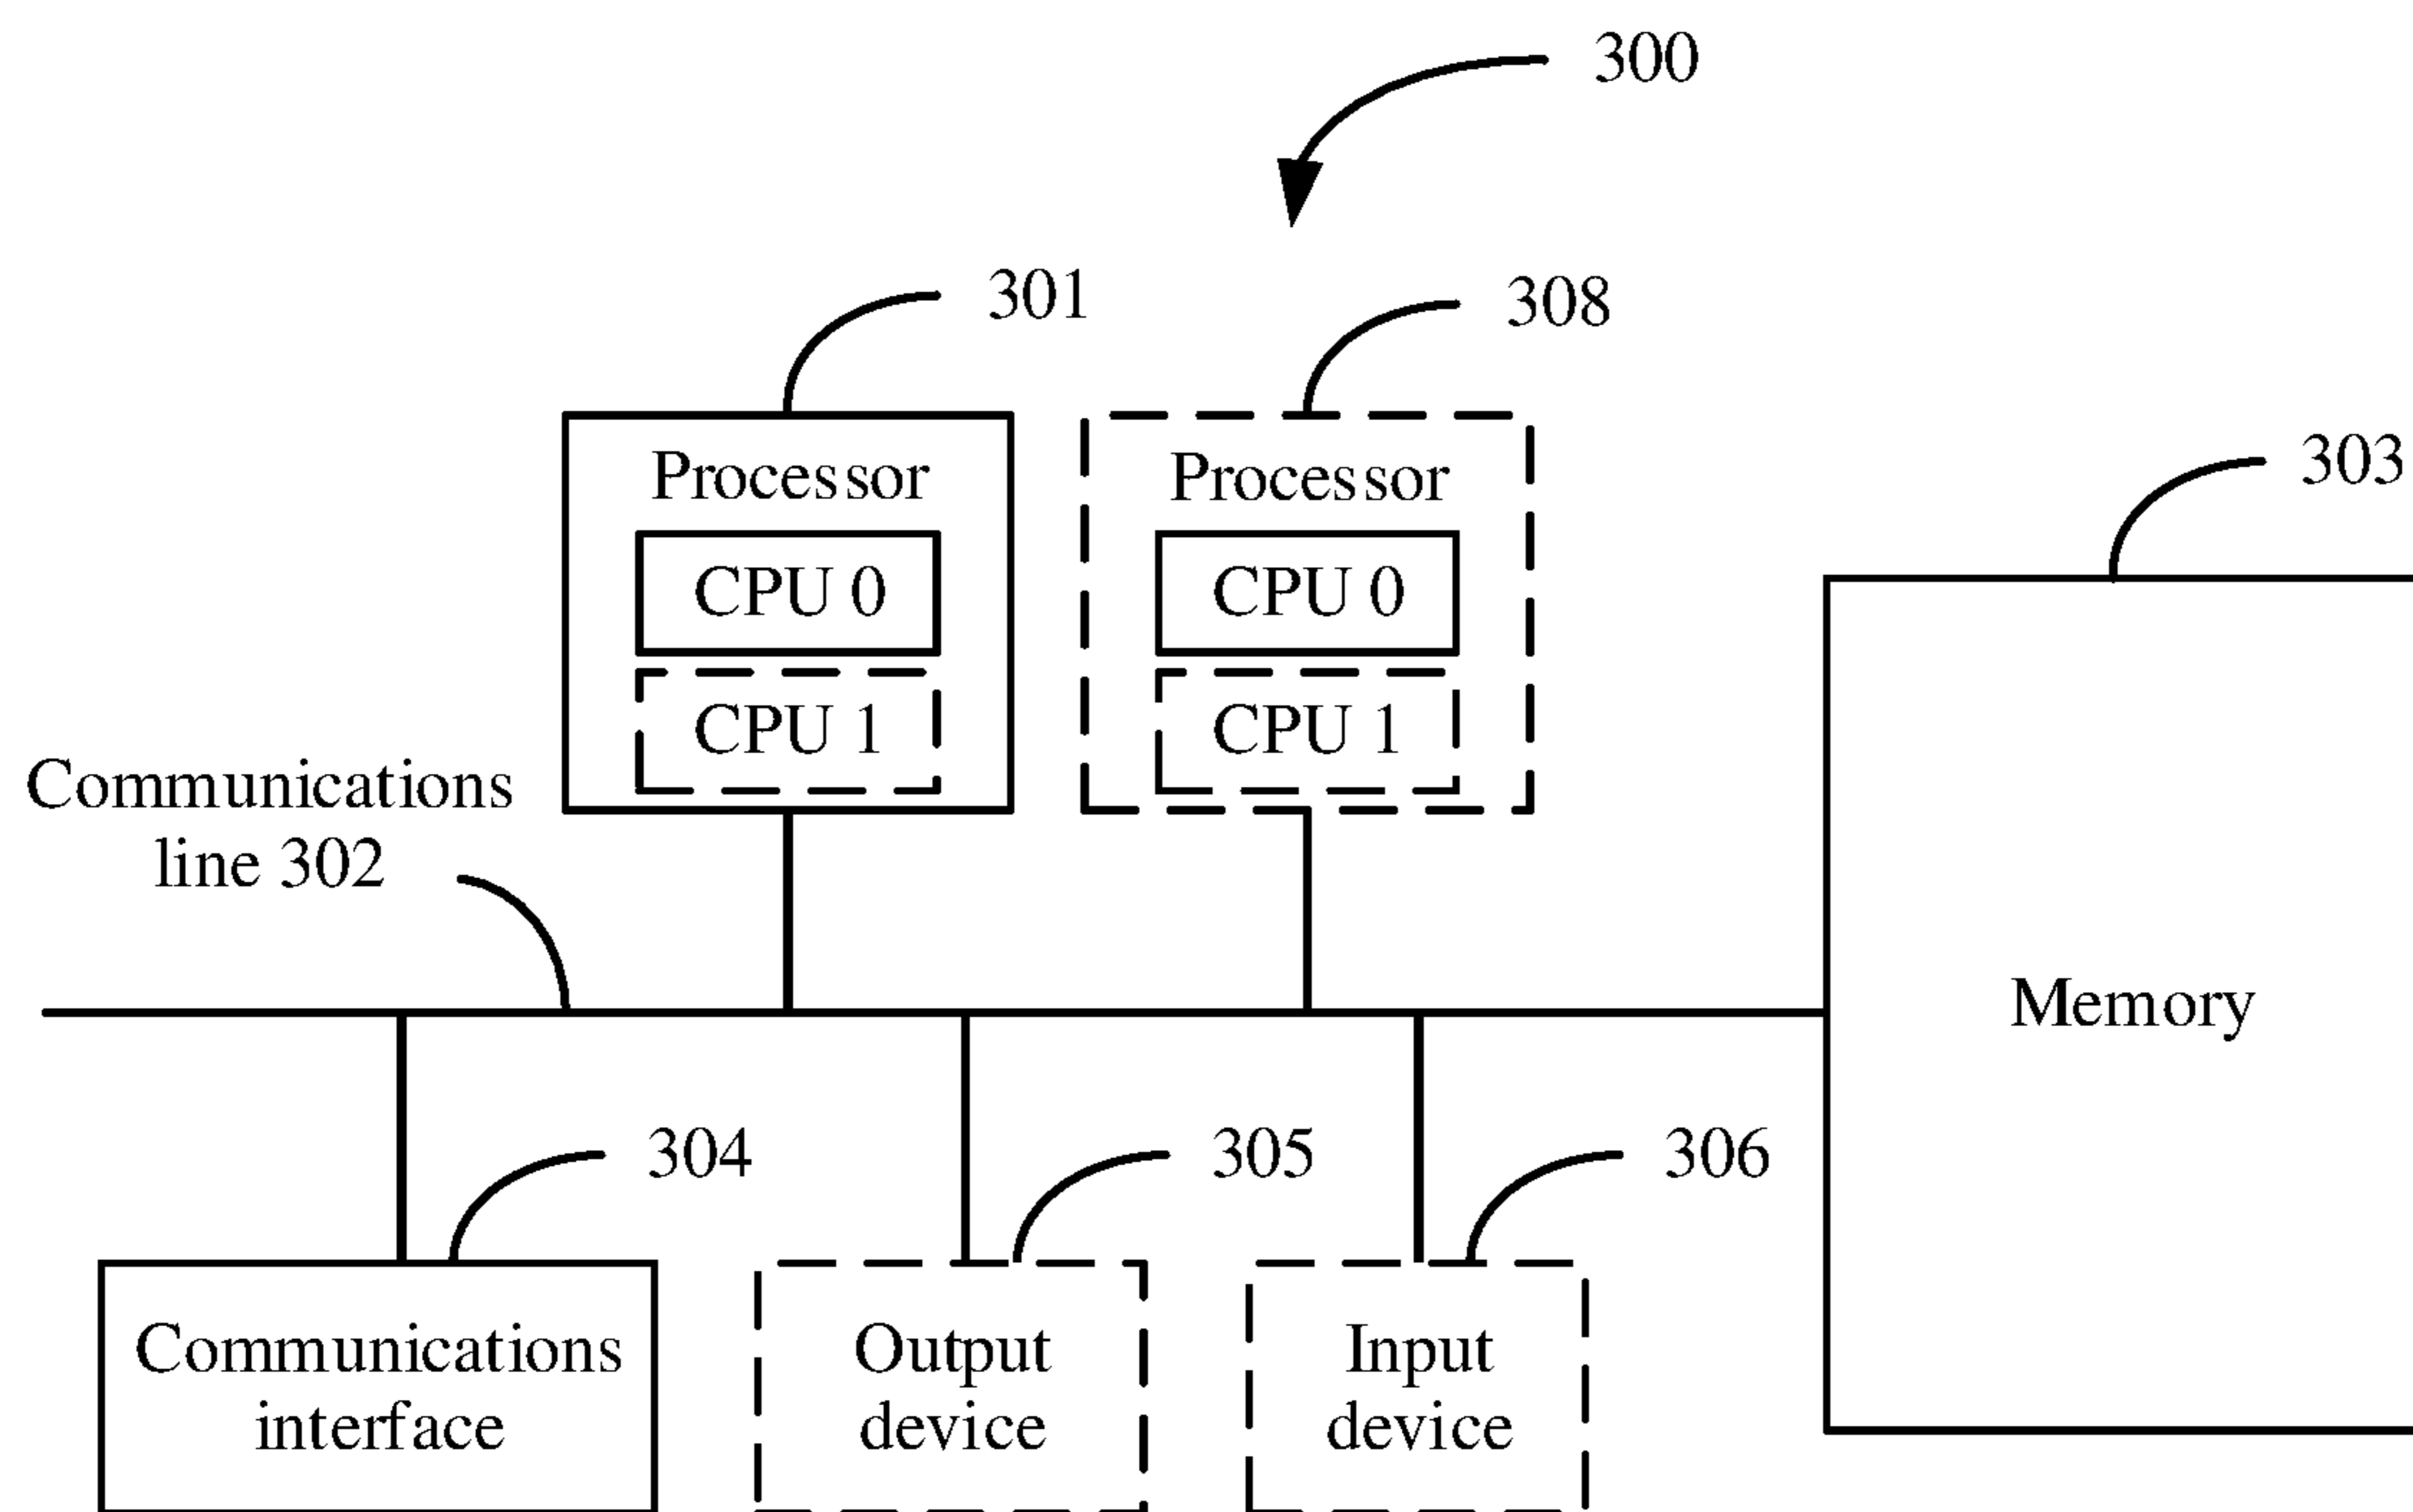 300
301
308
303
Processor
Processor
CPU 0
CPU 0
CPU 1
CPU 1
Communications
line 302
Memory
304
305
306
Communications
interface
Output
device
Input
device